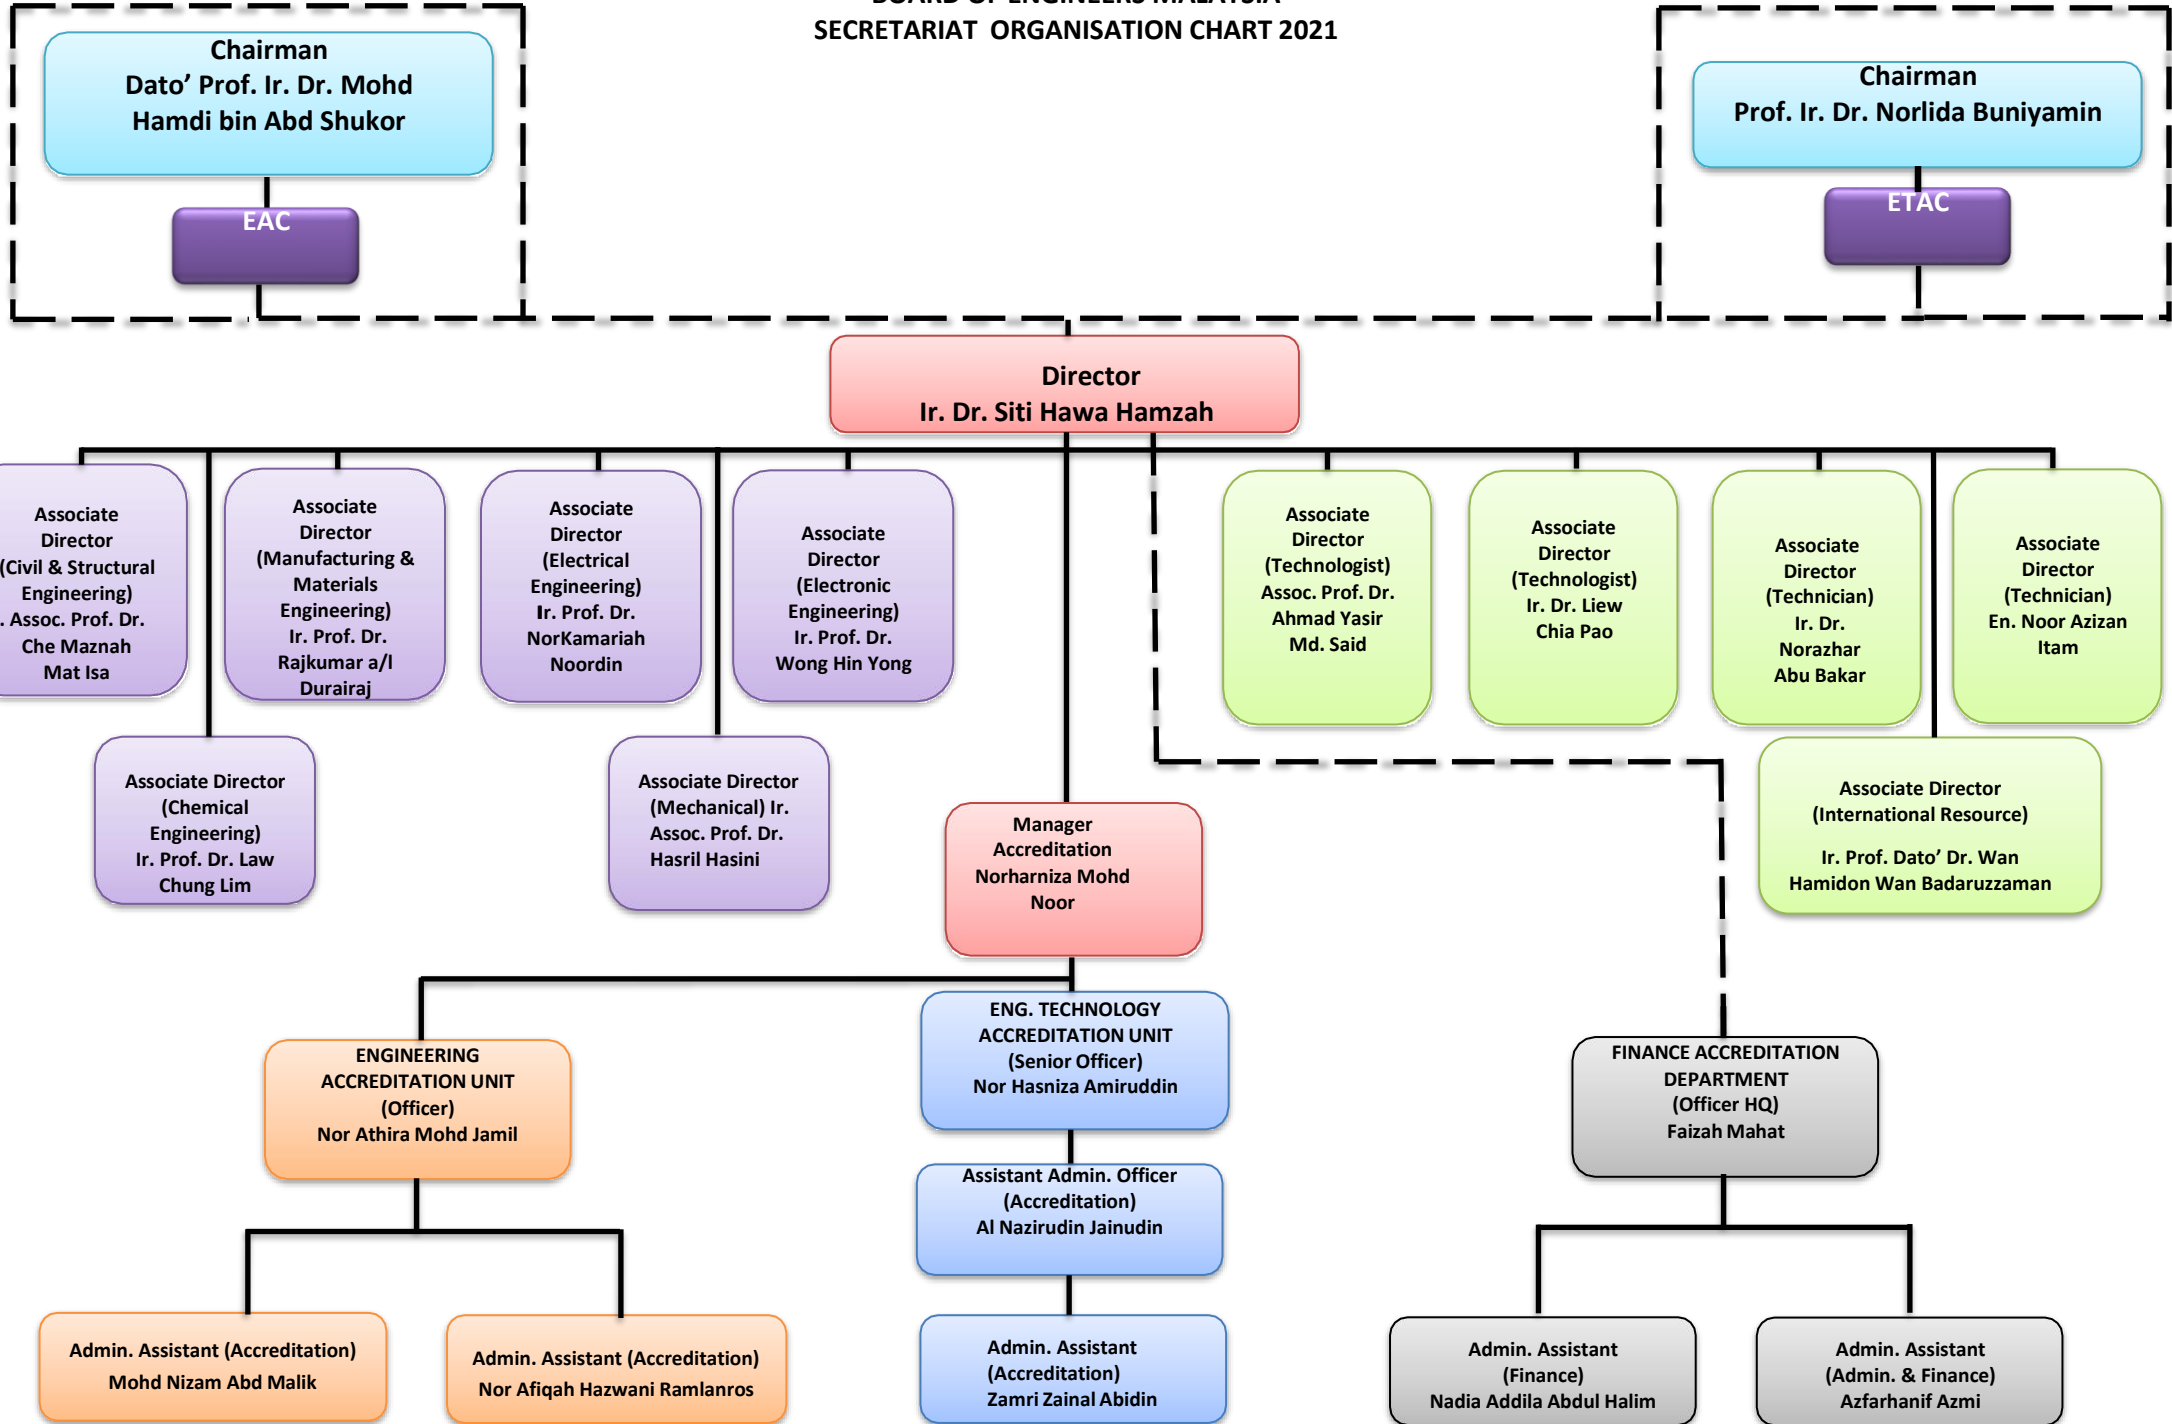 BOARD OF ENGINEERS MALAYSIA
SECRETARIAT ORGANISATION CHART 2021
Chairman
Dato’ Prof. Ir. Dr. Mohd
Hamdi bin Abd Shukor
EAC
Chairman
Prof. Ir. Dr. Norlida Buniyamin
ETAC
Director
Ir. Dr. Siti Hawa Hamzah
Associate
Director
(Civil & Structural
Engineering)
. Assoc. Prof. Dr.
Che Maznah
Mat Isa
Associate
Director
(Manufacturing &
Materials
Engineering)
Ir. Prof. Dr.
Rajkumar a/l
Durairaj
Associate
Director
(Electrical
Engineering)
Ir. Prof. Dr.
NorKamariah
Noordin
Associate
Director
(Electronic
Engineering)
Ir. Prof. Dr.
Wong Hin Yong
Associate
Director
(Technologist)
Assoc. Prof. Dr.
Ahmad Yasir
Md. Said
Associate
Director
(Technologist)
Ir. Dr. Liew
Chia Pao
Associate
Director
(Technician)
Ir. Dr.
Norazhar
Abu Bakar
Associate
Director
(Technician)
En. Noor Azizan
Itam
Associate Director
(Chemical
Engineering)
Ir. Prof. Dr. Law
Chung Lim
Associate Director
(Mechanical) Ir.
Assoc. Prof. Dr.
Hasril Hasini
Manager
Accreditation
Norharniza Mohd
Noor
Associate Director
(International Resource)
Ir. Prof. Dato’ Dr. Wan
Hamidon Wan Badaruzzaman
ENGINEERING
ACCREDITATION UNIT
(Officer)
Nor Athira Mohd Jamil
ENG. TECHNOLOGY
ACCREDITATION UNIT
(Senior Officer)
Nor Hasniza Amiruddin
FINANCE ACCREDITATION
DEPARTMENT
(Officer HQ)
Faizah Mahat
Assistant Admin. Officer
(Accreditation)
Al Nazirudin Jainudin
Admin. Assistant (Accreditation)
Mohd Nizam Abd Malik
Admin. Assistant (Accreditation)
Nor Afiqah Hazwani Ramlanros
Admin. Assistant
(Accreditation)
Zamri Zainal Abidin
Admin. Assistant
(Finance)
Nadia Addila Abdul Halim
Admin. Assistant
(Admin. & Finance)
Azfarhanif Azmi